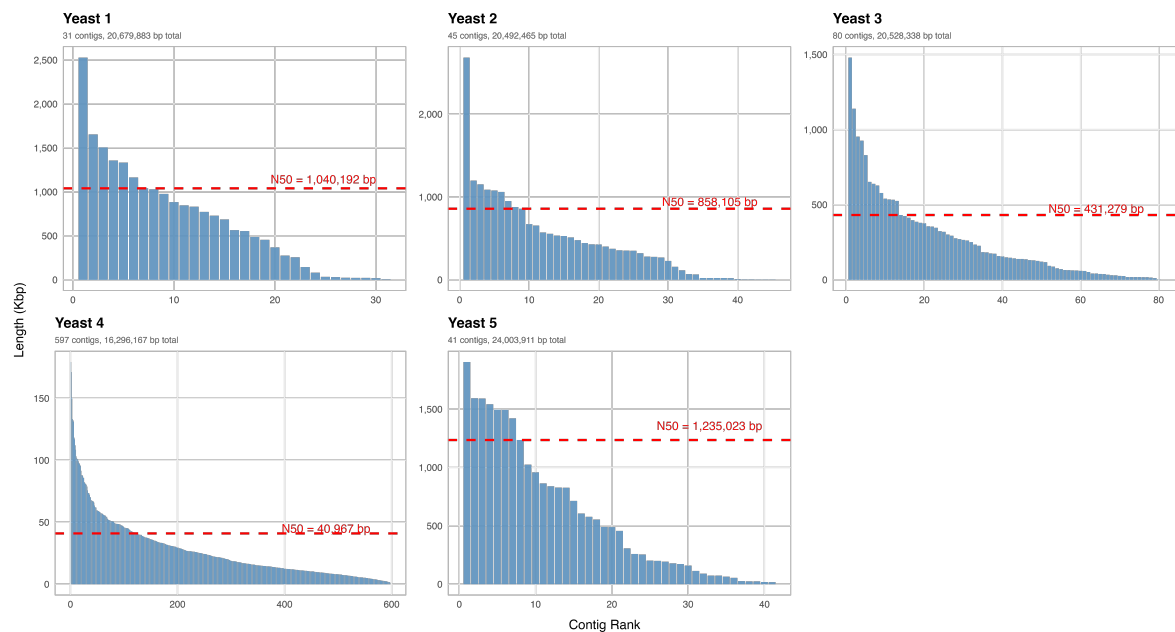 Yeast 1
31 contigs, 20,679,883 bp total
2,500
2,000
1,500
1,000
500
0
N50 = 1,040,192 bp
0 10 20 30
Yeast 2
45 contigs, 20,492,465 bp total
2,000
1,000
0
N50 = 858,105 bp
0 10 20 30 40
Yeast 3
80 contigs, 20,528,338 bp total
1,500
1,000
500
0
N50 = 431,279 bp
0 20 40 60 80
Length (Kbp)
Yeast 4
597 contigs, 16,296,167 bp total
150
100
50
0
N50 = 40,967 bp
0 200 400 600
Yeast 5
41 contigs, 24,003,911 bp total
1,500
1,000
500
0
N50 = 1,235,023 bp
0 10 20 30 40
Contig Rank